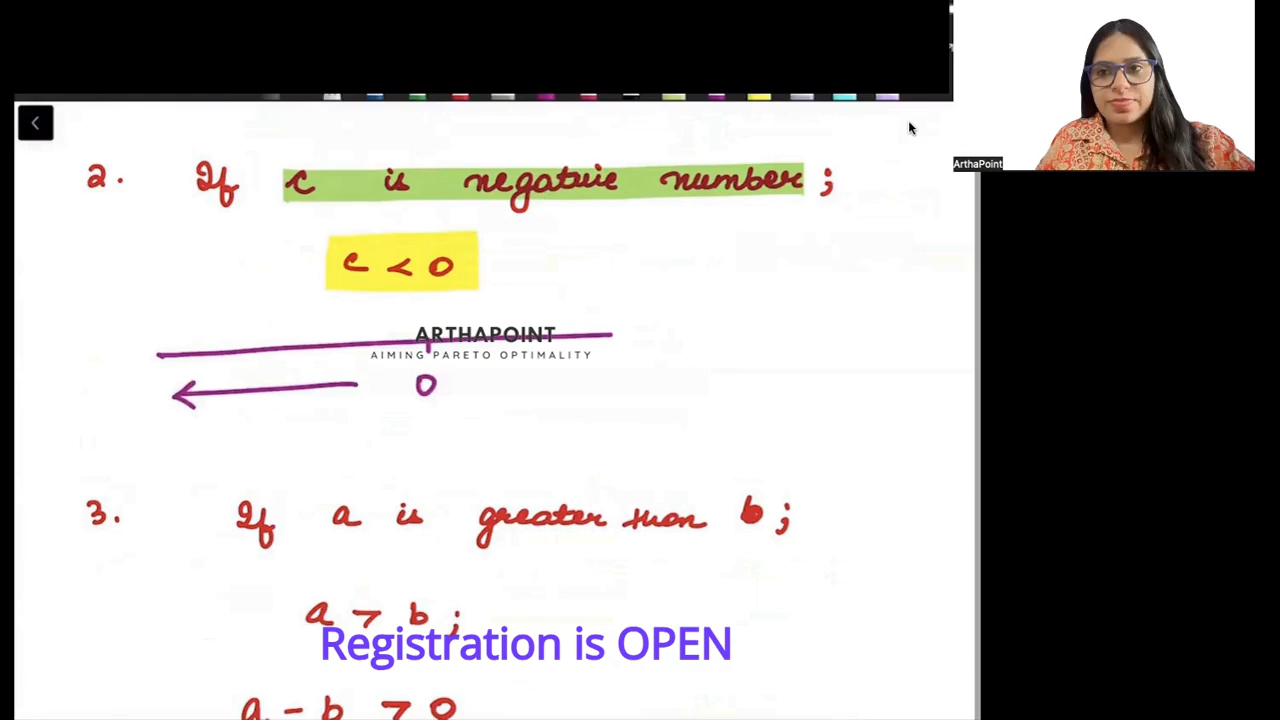 ArthaPoint
2. If c is negative number ;
c < 0
ARTHAPOINT
AIMING PARETO OPTIMALITY
0
3. If a is greater than b ;
a > b ;
Registration is OPEN
a - b > 0